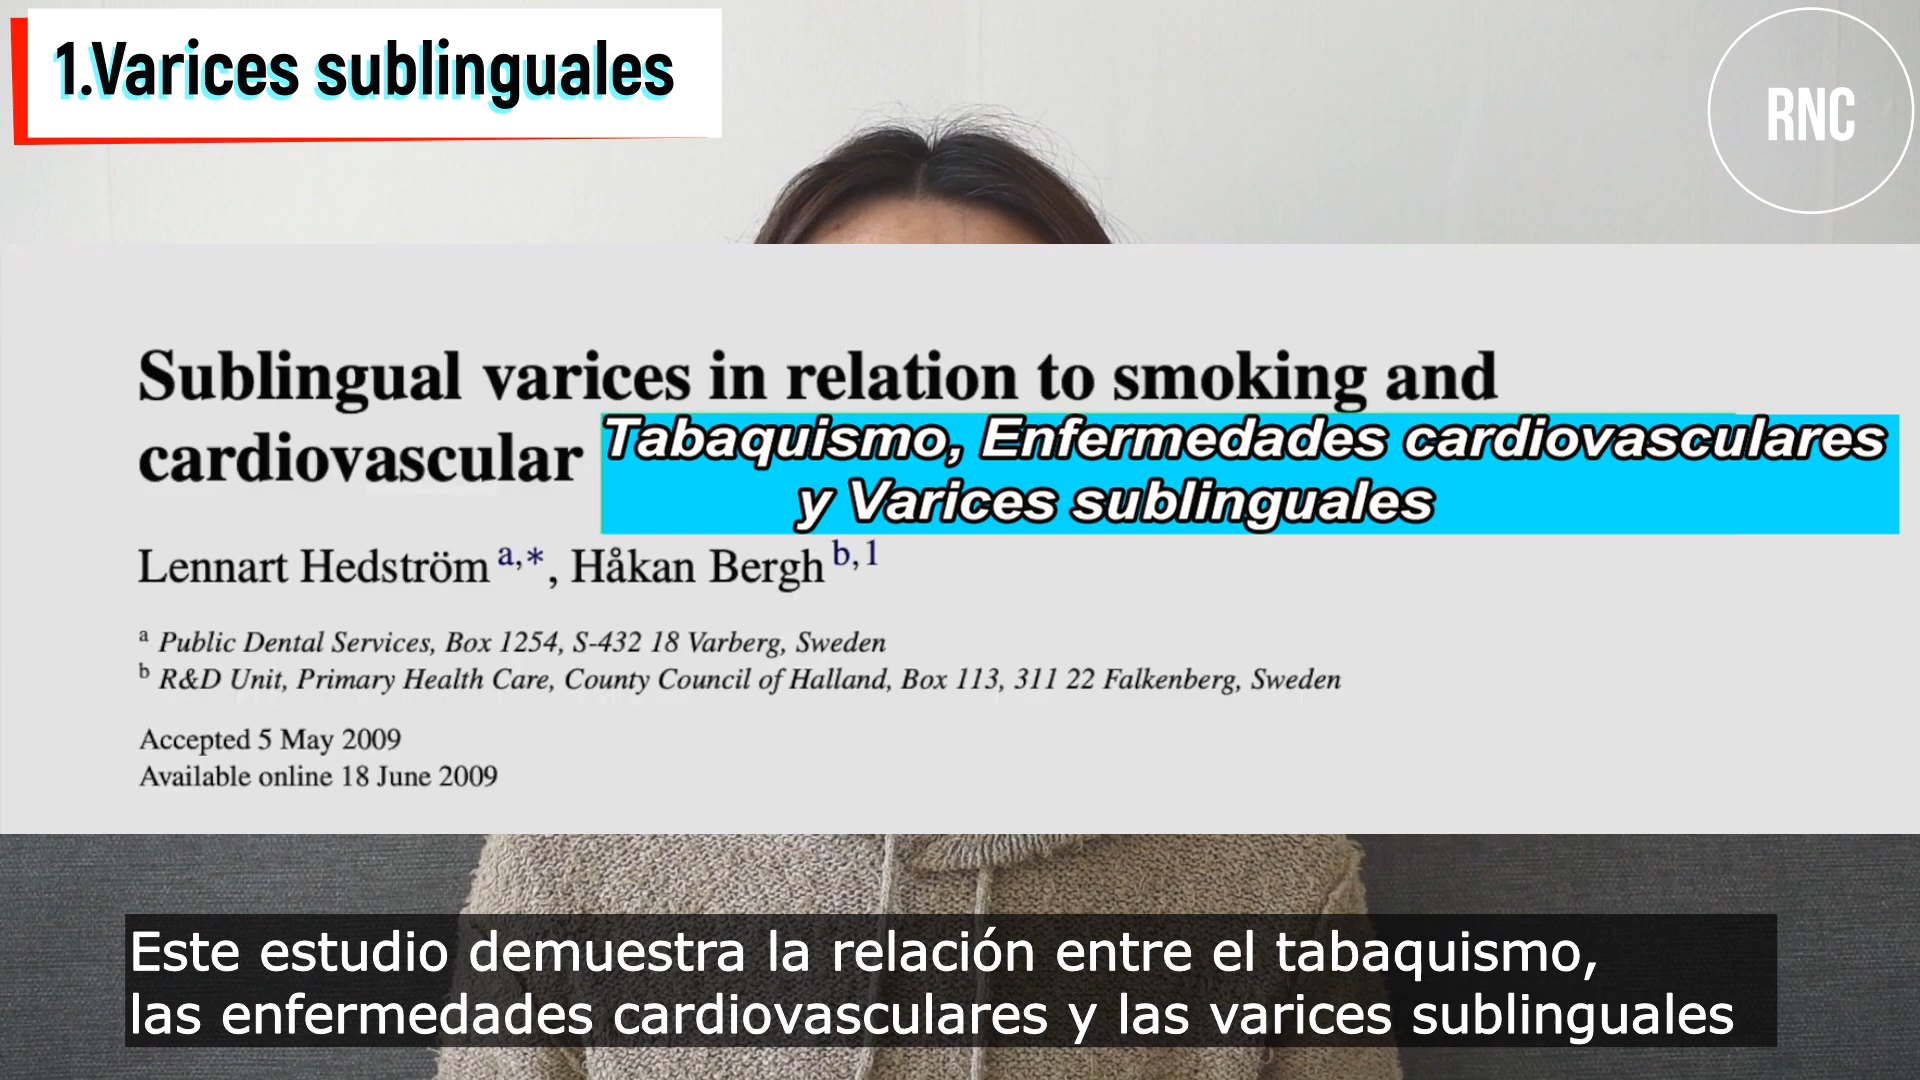 1.Varices sublinguales
RNC
Sublingual varices in relation to smoking and
cardiovascular
Tabaquismo, Enfermedades cardiovasculares
y Varices sublinguales
Lennart Hedström a,*, Håkan Bergh b,1
a Public Dental Services, Box 1254, S-432 18 Varberg, Sweden
b R&D Unit, Primary Health Care, County Council of Halland, Box 113, 311 22 Falkenberg, Sweden
Accepted 5 May 2009
Available online 18 June 2009
Este estudio demuestra la relación entre el tabaquismo,
las enfermedades cardiovasculares y las varices sublinguales